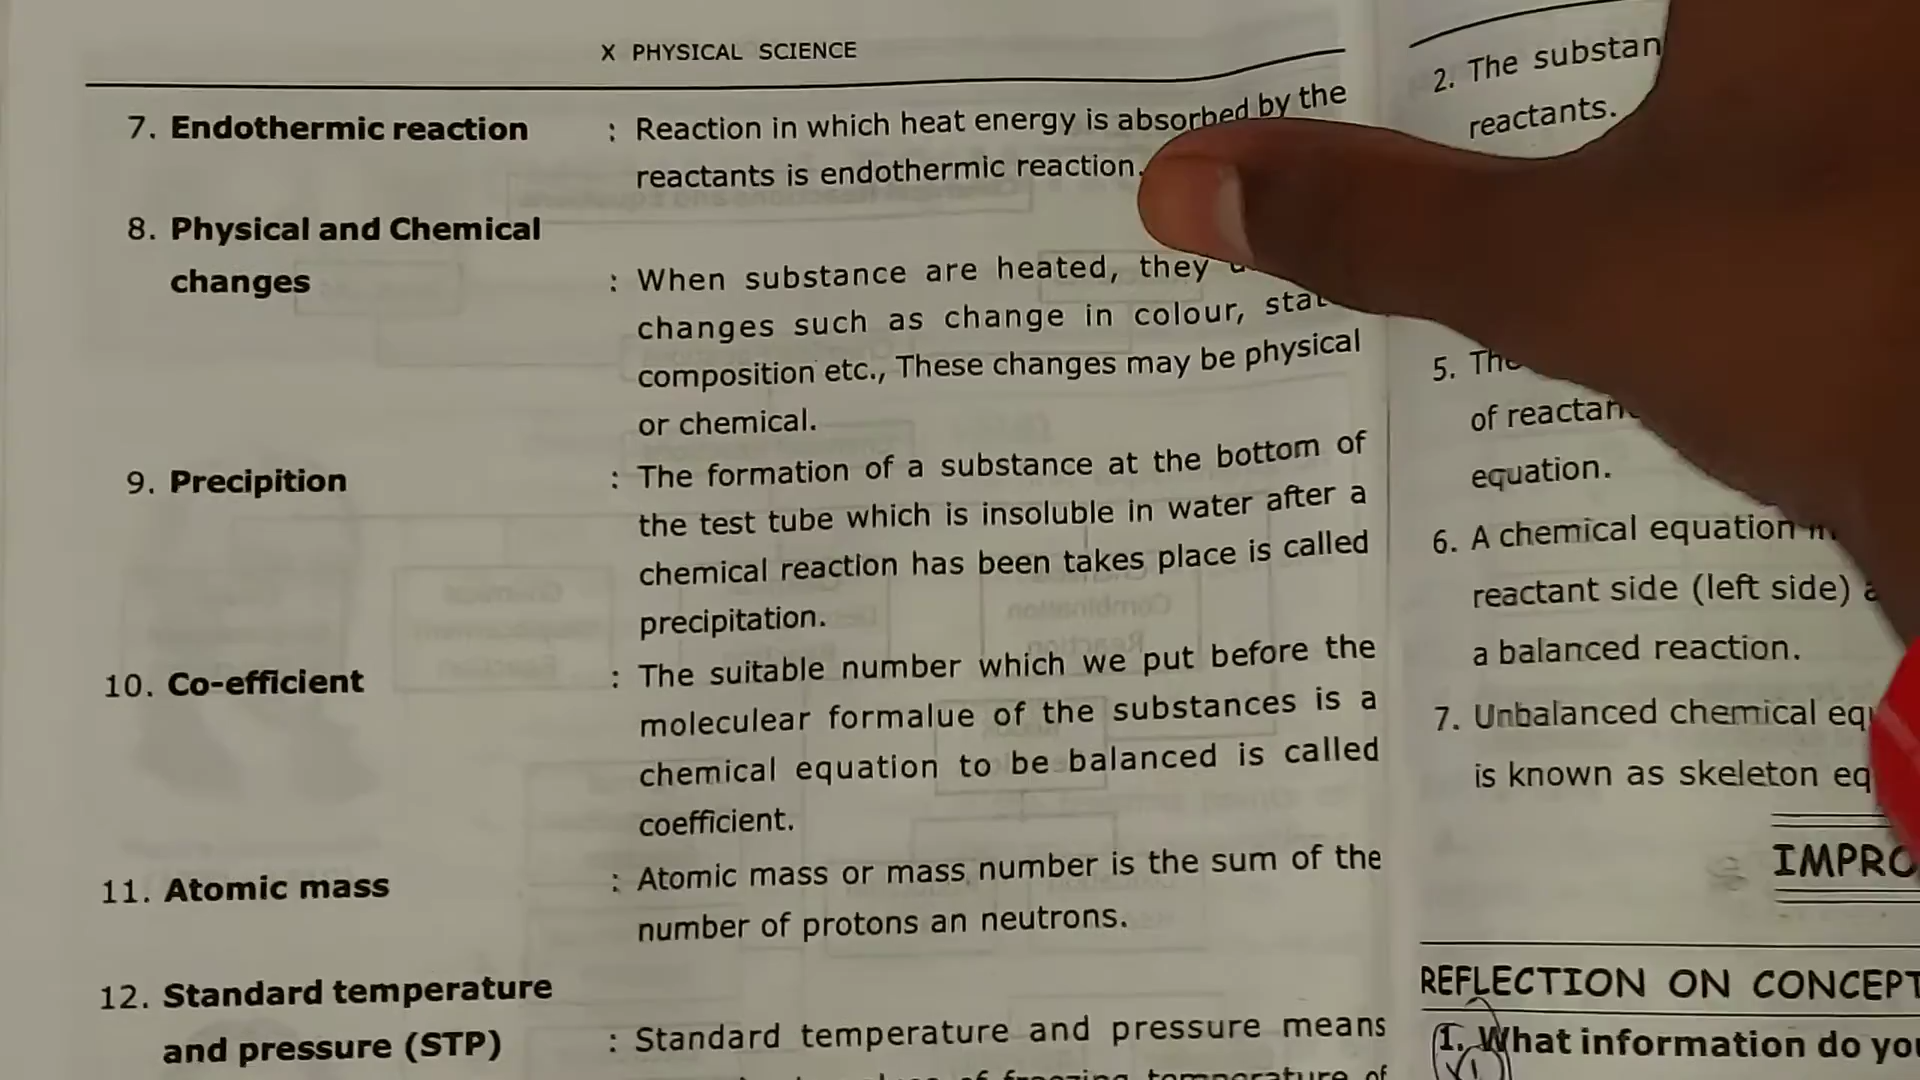 X PHYSICAL SCIENCE
7. Endothermic reaction : Reaction in which heat energy is absorbed by the
reactants is endothermic reaction.
8. Physical and Chemical
changes : When substance are heated, they
changes such as change in colour,
composition etc., These changes may be physical
or chemical.
9. Precipition : The formation of a substance at the bottom of
the test tube which is insoluble in water after a
chemical reaction has been takes place is called
precipitation.
10. Co-efficient : The suitable number which we put before the
moleculear formalue of the substances is a
chemical equation to be balanced is called
coefficient.
11. Atomic mass : Atomic mass or mass number is the sum of the
number of protons an neutrons.
12. Standard temperature
and pressure (STP) : Standard temperature and pressure means
of freezing temperature of
2. The substan
reactants.
5. The
of reactan
equation.
6. A chemical equation
reactant side (left side)
a balanced reaction.
7. Unbalanced chemical equ
is known as skeleton eq
IMPRO
REFLECTION ON CONCEPT
1. What information do you